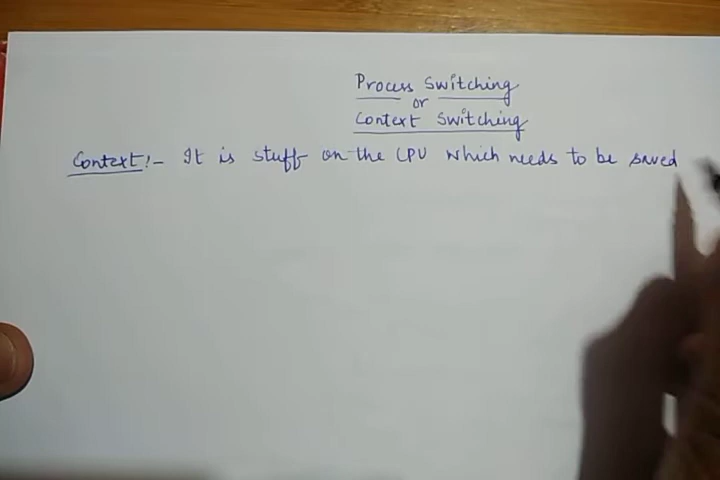 Process Switching
or
Context Switching
Context:- It is stuff on the CPU which needs to be saved